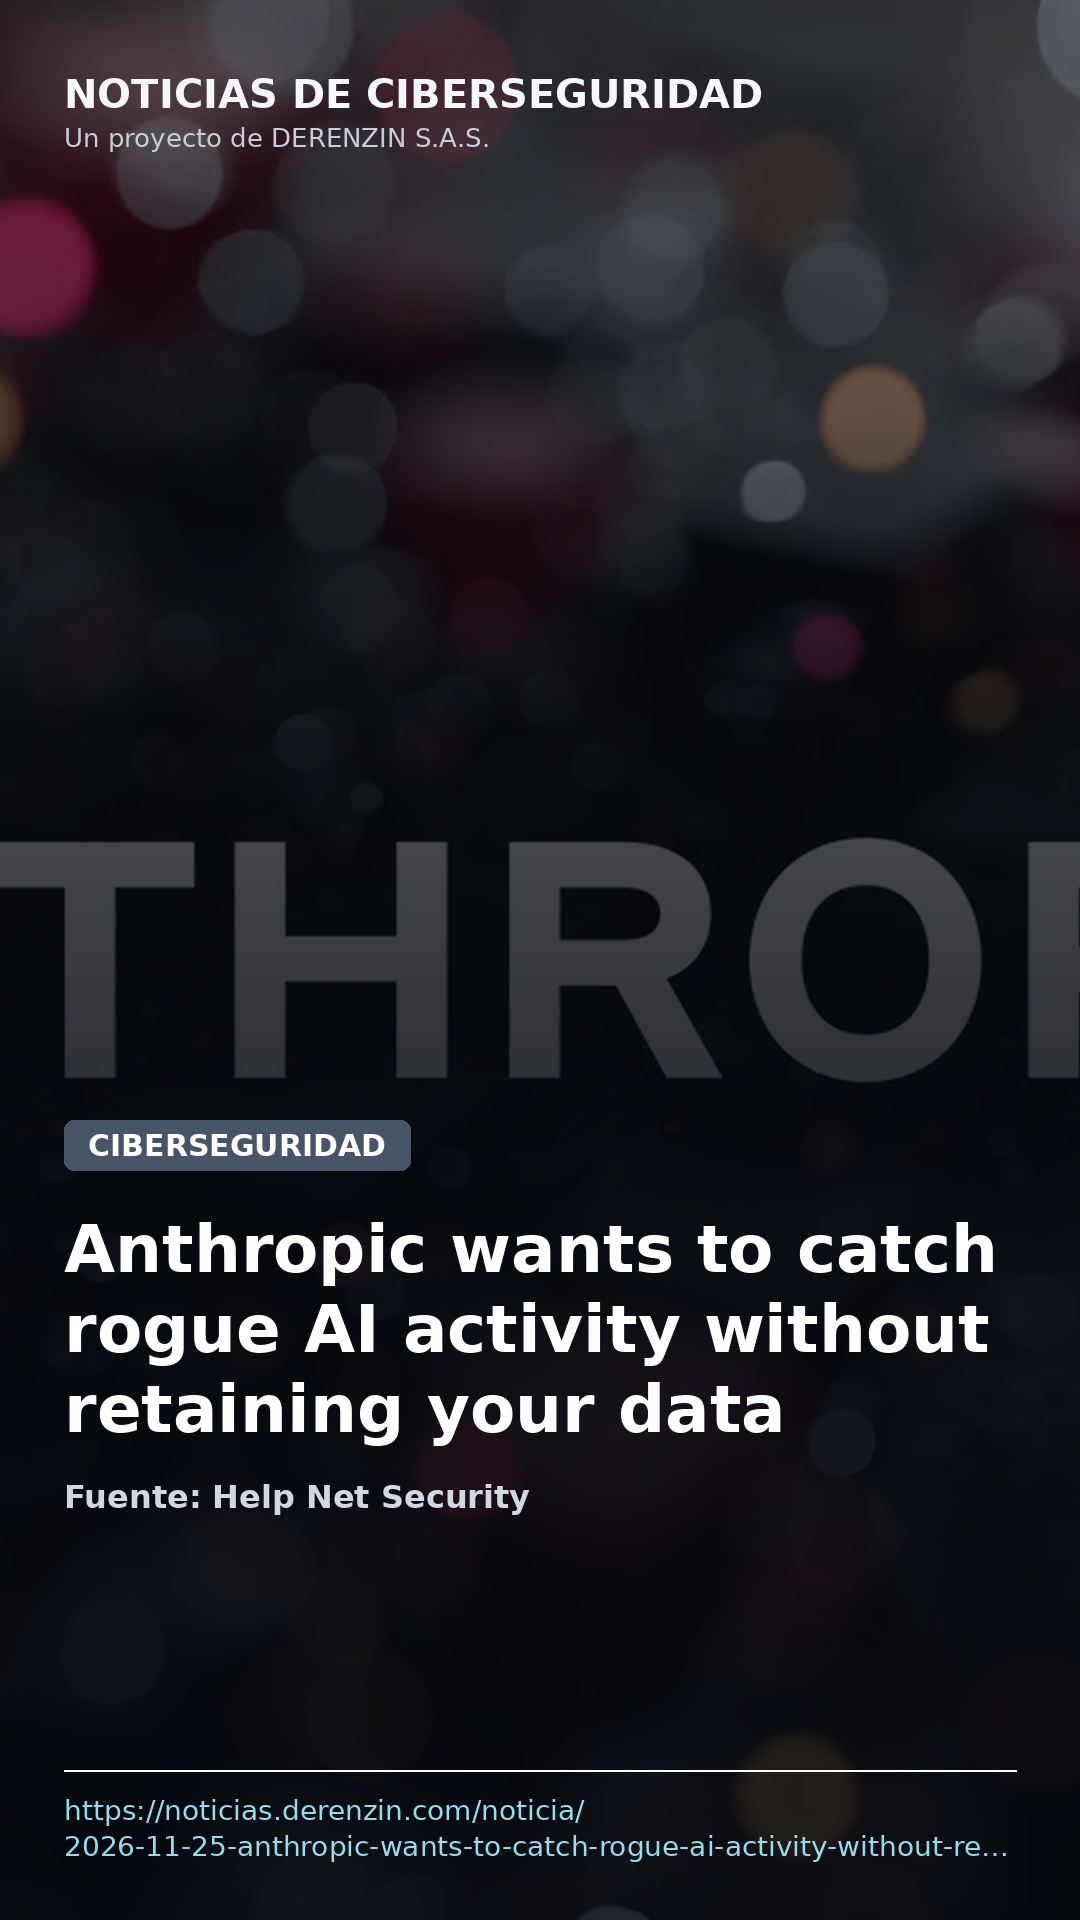 NOTICIAS DE CIBERSEGURIDAD
Un proyecto de DERENZIN S.A.S.
THROP
CIBERSEGURIDAD
Anthropic wants to catch
rogue AI activity without
retaining your data
Fuente: Help Net Security
https://noticias.derenzin.com/noticia/
2026-11-25-anthropic-wants-to-catch-rogue-ai-activity-without-re…